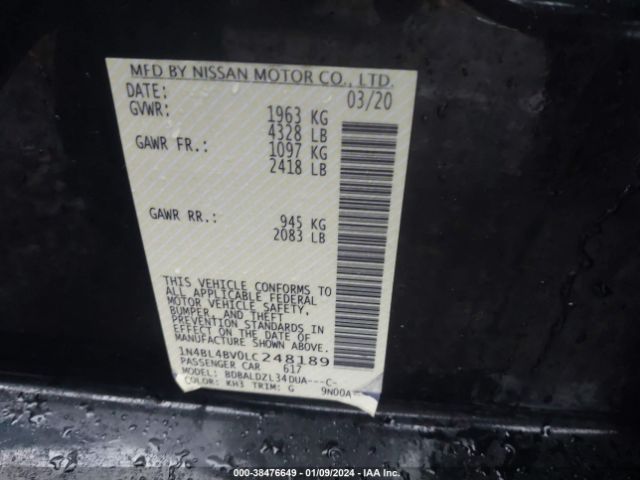 MFD BY NISSAN MOTOR CO., LTD.
DATE: 03/20
GVWR: 1963 KG
4328 LB
GAWR FR.: 1097 KG
2418 LB
GAWR RR.: 945 KG
2083 LB
THIS VEHICLE CONFORMS TO
ALL APPLICABLE FEDERAL
MOTOR VEHICLE SAFETY,
BUMPER, AND THEFT
PREVENTION STANDARDS IN
EFFECT ON THE DATE OF
MANUFACTURE SHOWN ABOVE.
1N4BL4BV0LC248189
PASSENGER CAR 617
MODEL: BDBALDZL34DUA---C-
COLOR: KH3 TRIM: G 9N00A
000-38476649 - 01/09/2024 - IAA Inc.